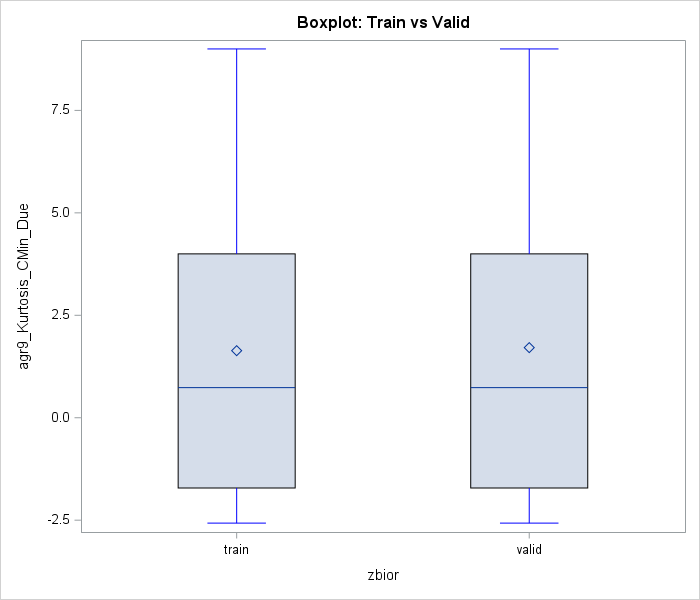 Boxplot: Train vs Valid
agr9_Kurtosis_CMin_Due
7.5
5.0
2.5
0.0
-2.5
train
valid
zbior